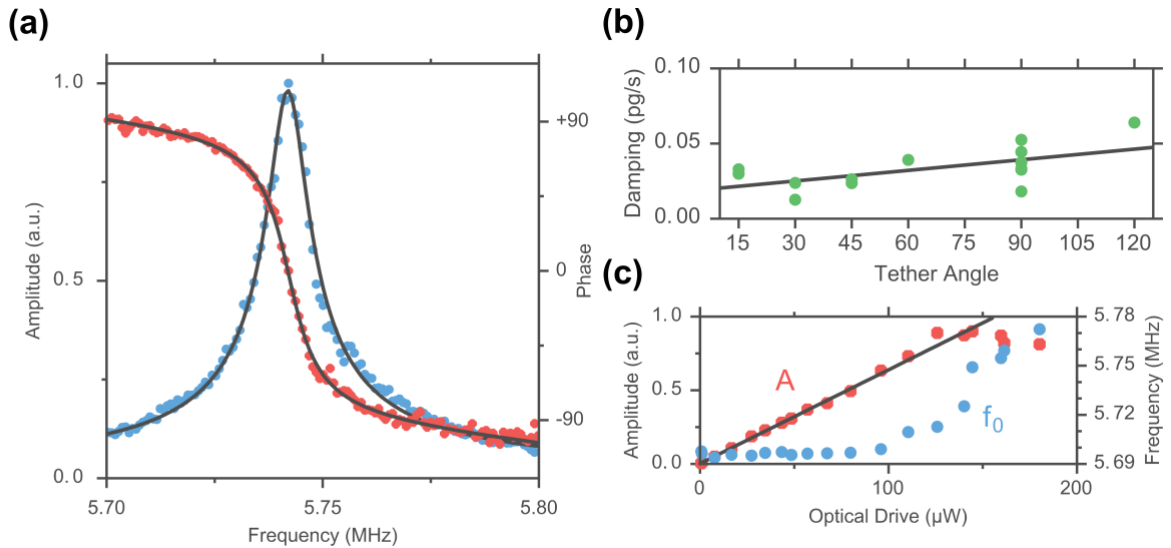 (a)
1.0
0.5
0.0
Amplitude (a.u.)
+90
0
-90
Phase
5.70
5.75
5.80
Frequency (MHz)
(b)
0.10
0.05
0.00
Damping (pg/s)
15
30
45
60
75
90
105
120
Tether Angle
(c)
1.0
0.5
0.0
Amplitude (a.u.)
A
f0
5.78
5.75
5.72
5.69
Frequency (MHz)
0
100
200
Optical Drive (µW)